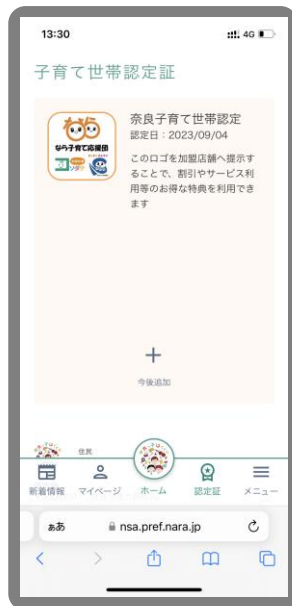 13:30
4G
子育て世帯認定証
なら子育て応援団
奈良子育て世帯認定
認定日：2023/09/04
このロゴを加盟店舗へ提示す
ることで、割引やサービス利
用等のお得な特典を利用でき
ます
今後追加
住民
新着情報 マイページ ホーム 認定証 メニュー
ぁあ nsa.pref.nara.jp